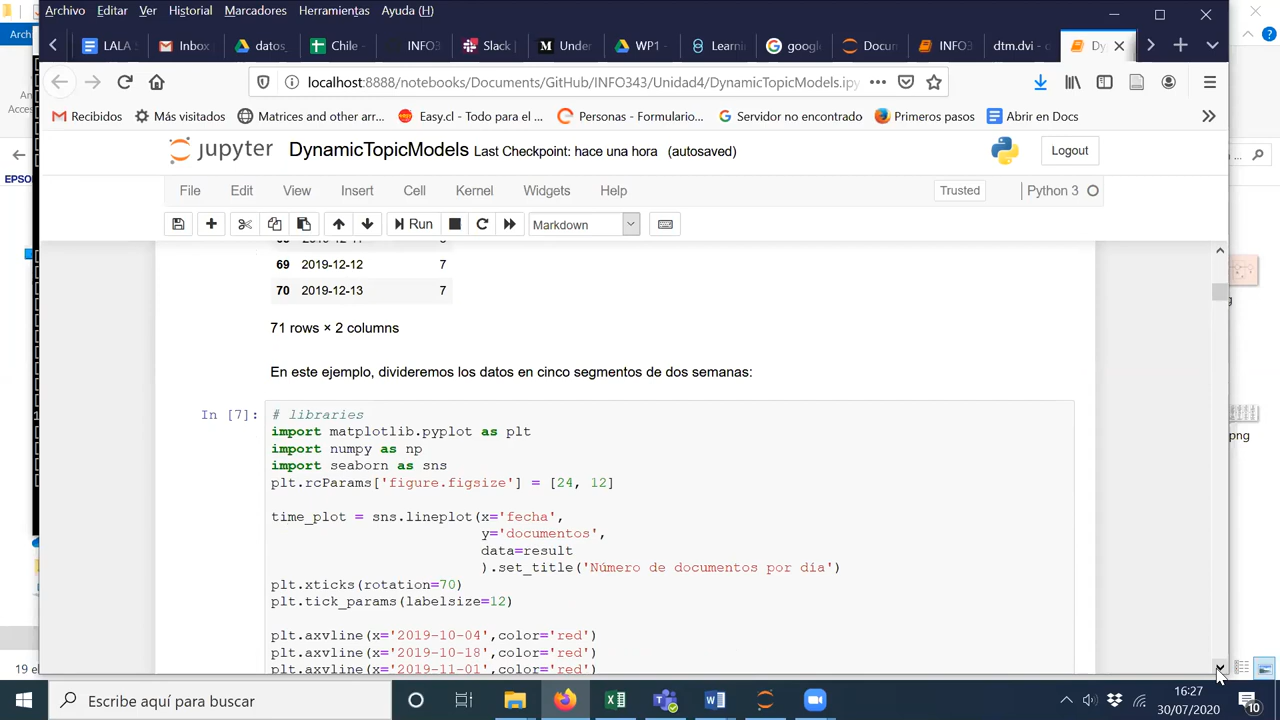 Archivo Editar Ver Historial Marcadores Herramientas Ayuda (H)
Arch
LALA Inbox datos_ Chile - INFO3 Slack Under WP1 - Learni googl Docum INFO3 dtm.dvi - Dy
localhost:8888/notebooks/Documents/GitHub/INFO343/Unidad4/DynamicTopicModels.ipy
Recibidos Más visitados Matrices and other arr... Easy.cl - Todo para el t... Personas - Formulario... Servidor no encontrado Primeros pasos Abrir en Docs
jupyter DynamicTopicModels Last Checkpoint: hace una hora (autosaved) Logout
EPSO
File Edit View Insert Cell Kernel Widgets Help Trusted Python 3
Run Markdown
69 2019-12-12 7
70 2019-12-13 7
71 rows × 2 columns
En este ejemplo, divideremos los datos en cinco segmentos de dos semanas:
In [7]: # libraries
import matplotlib.pyplot as plt
import numpy as np
import seaborn as sns
plt.rcParams['figure.figsize'] = [24, 12]
time_plot = sns.lineplot(x='fecha',
y='documentos',
data=result
).set_title('Número de documentos por día')
plt.xticks(rotation=70)
plt.tick_params(labelsize=12)
plt.axvline(x='2019-10-04',color='red')
plt.axvline(x='2019-10-18',color='red')
plt.axvline(x='2019-11-01',color='red')
png
19 el
Escribe aquí para buscar
16:27
30/07/2020
10